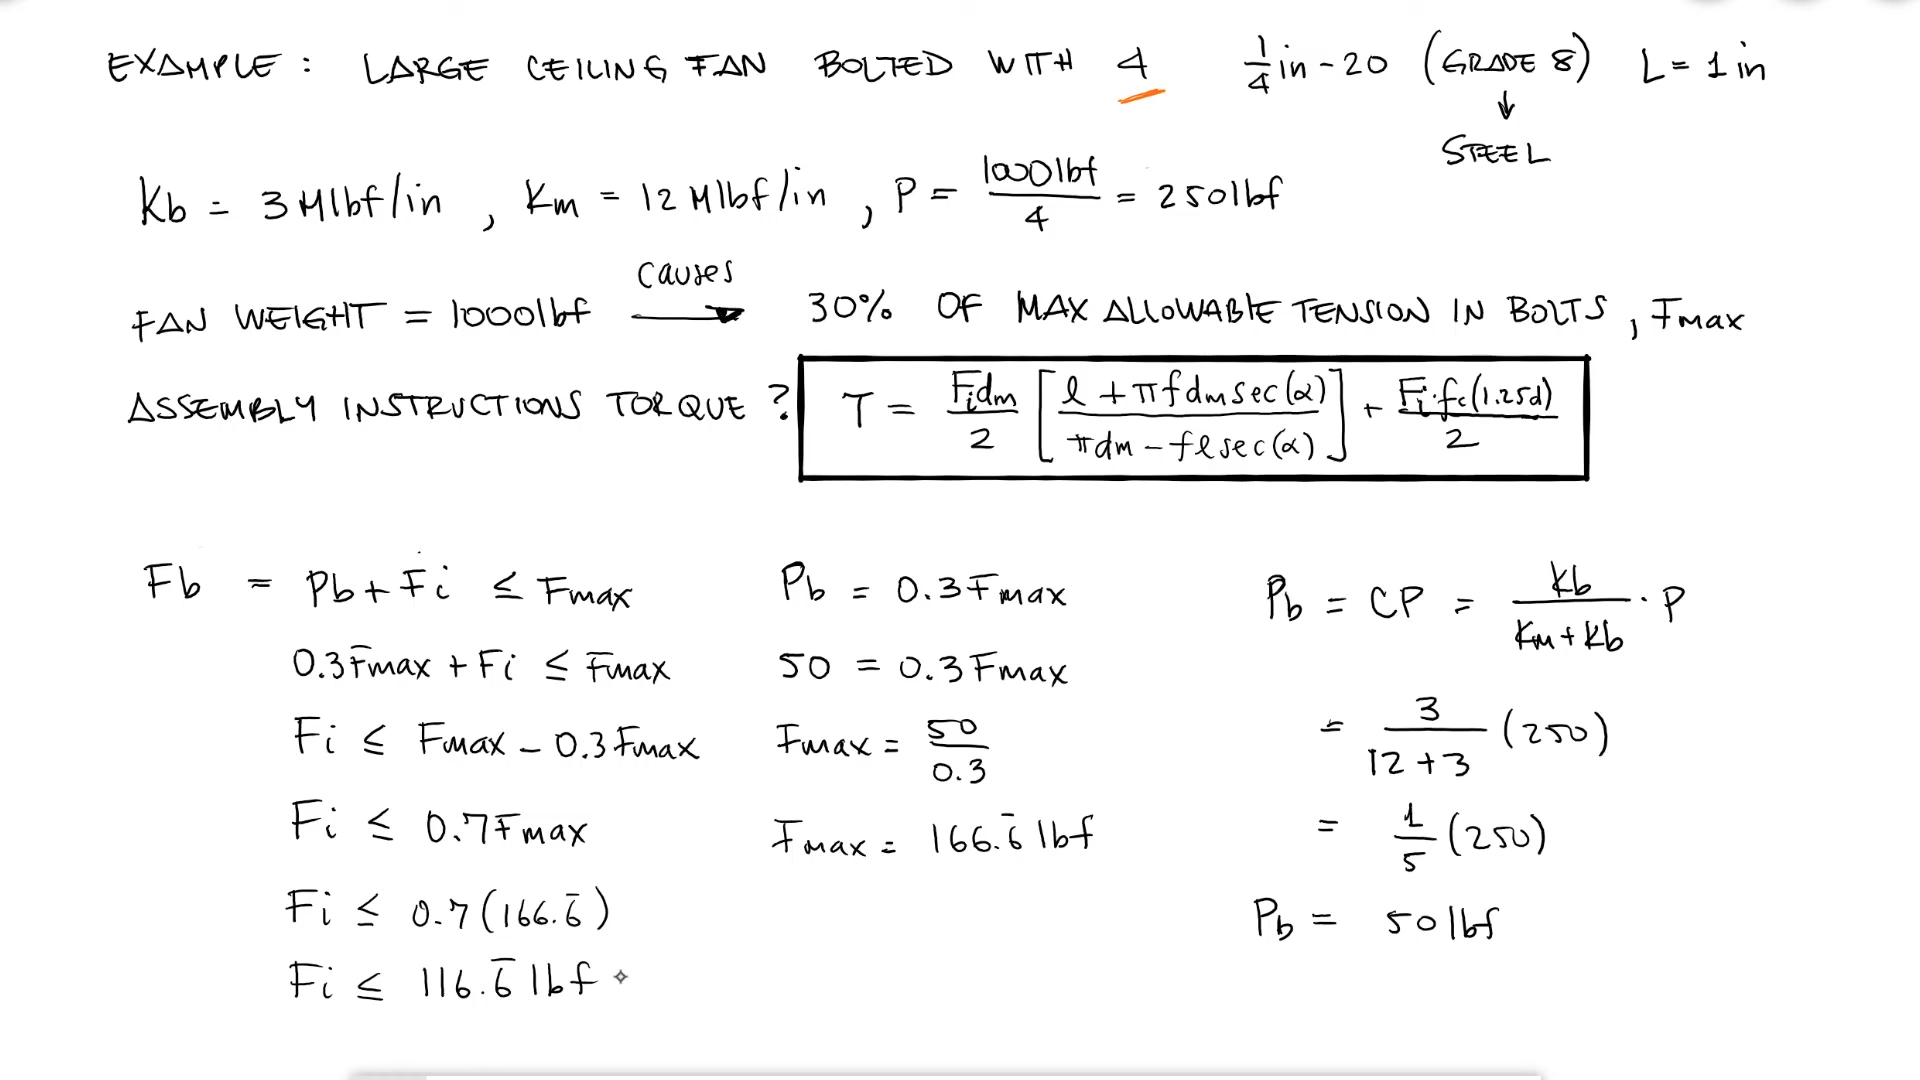 EXAMPLE : LARGE CEILING FAN BOLTED WITH 4 1/4 in - 20 (GRADE 8) L = 1 in
↓
STEEL
Kb = 3 Mlbf/in , Km = 12 Mlbf/in , P = 1000lbf/4 = 250lbf
causes
FAN WEIGHT = 1000lbf → 30% OF MAX ALLOWABLE TENSION IN BOLTS , Fmax
ASSEMBLY INSTRUCTIONS TORQUE ? T = Fidm/2 [l + πfdmsec(α) / πdm - flsec(α)] + Fi·fc(1.25d)/2
Fb = Pb + Fi ≤ Fmax
0.3Fmax + Fi ≤ Fmax
Fi ≤ Fmax - 0.3Fmax
Fi ≤ 0.7Fmax
Fi ≤ 0.7(166.6̅)
Fi ≤ 116.6̅ lbf
Pb = 0.3Fmax
50 = 0.3Fmax
Fmax = 50/0.3
Fmax = 166.6̅ lbf
Pb = CP = Kb/(Km+Kb) · P
= 3/(12+3) (250)
= 1/5 (250)
Pb = 50lbf